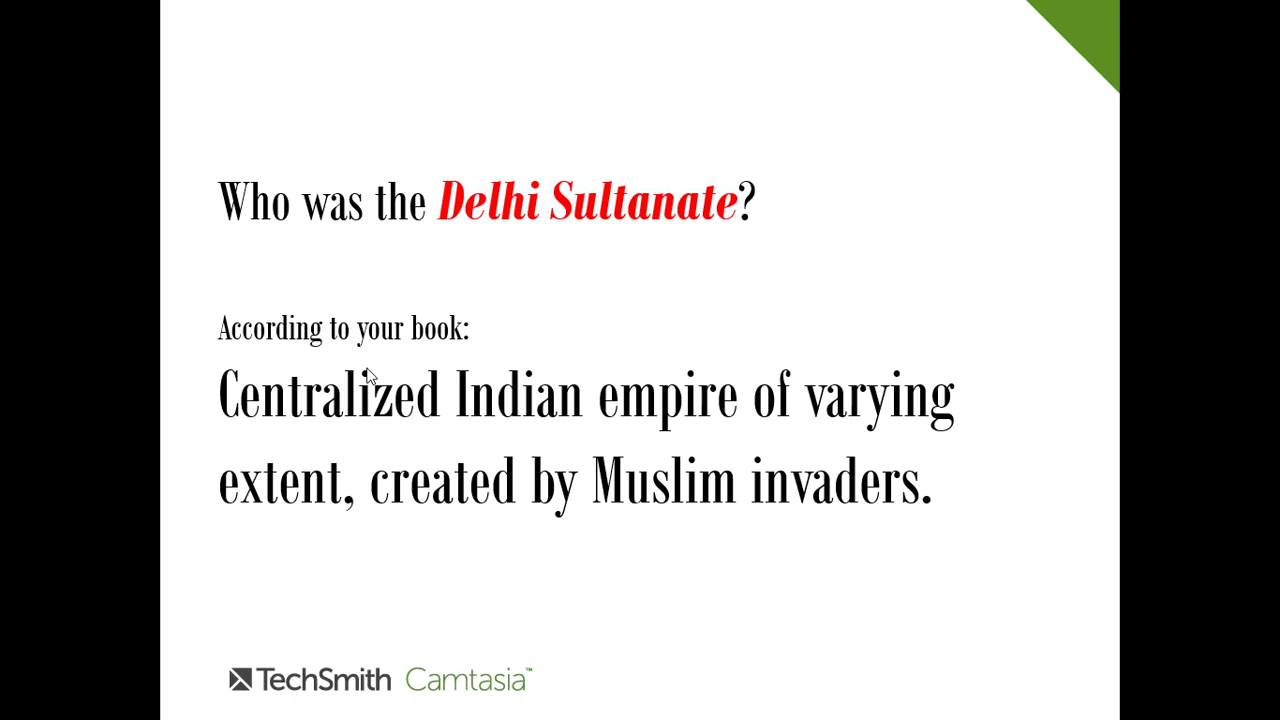 Who was the Delhi Sultanate?
According to your book:
Centralized Indian empire of varying
extent, created by Muslim invaders.
TechSmith Camtasia™